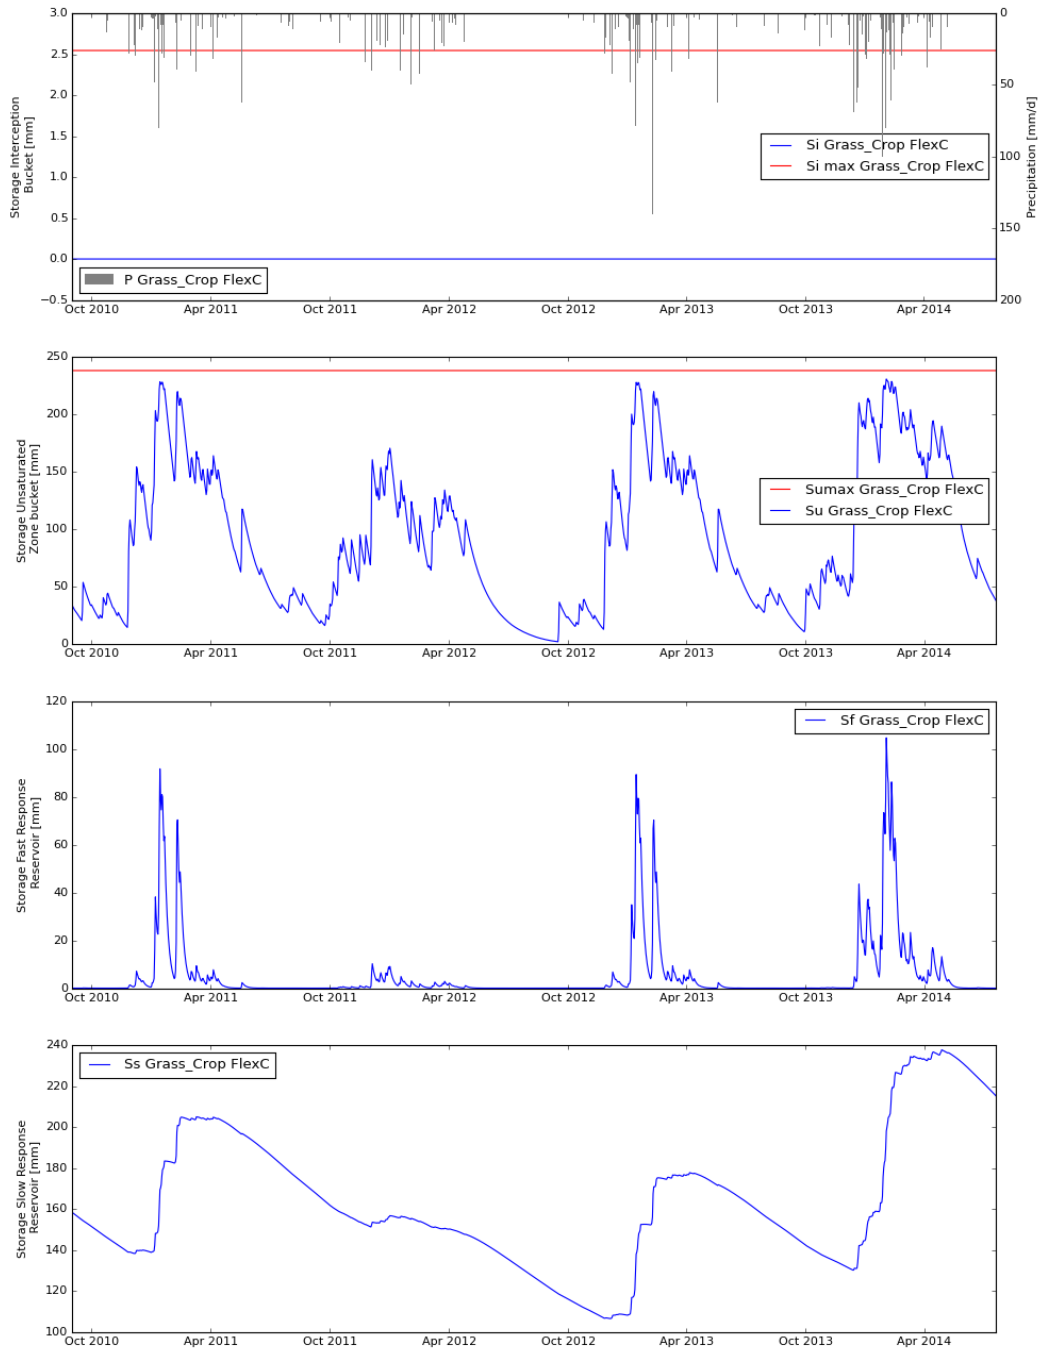 3.0
2.5
2.0
1.5
1.0
0.5
0.0
−0.5
Storage Interception
Bucket [mm]
0
50
100
150
200
Precipitation [mm/d]
Si Grass_Crop FlexC
Si max Grass_Crop FlexC
P Grass_Crop FlexC
Oct 2010 Apr 2011 Oct 2011 Apr 2012 Oct 2012 Apr 2013 Oct 2013 Apr 2014
250
200
150
100
50
0
Storage Unsaturated
Zone bucket [mm]
Sumax Grass_Crop FlexC
Su Grass_Crop FlexC
Oct 2010 Apr 2011 Oct 2011 Apr 2012 Oct 2012 Apr 2013 Oct 2013 Apr 2014
120
100
80
60
40
20
0
Storage Fast Response
Reservoir [mm]
Sf Grass_Crop FlexC
Oct 2010 Apr 2011 Oct 2011 Apr 2012 Oct 2012 Apr 2013 Oct 2013 Apr 2014
240
220
200
180
160
140
120
100
Storage Slow Response
Reservoir [mm]
Ss Grass_Crop FlexC
Oct 2010 Apr 2011 Oct 2011 Apr 2012 Oct 2012 Apr 2013 Oct 2013 Apr 2014